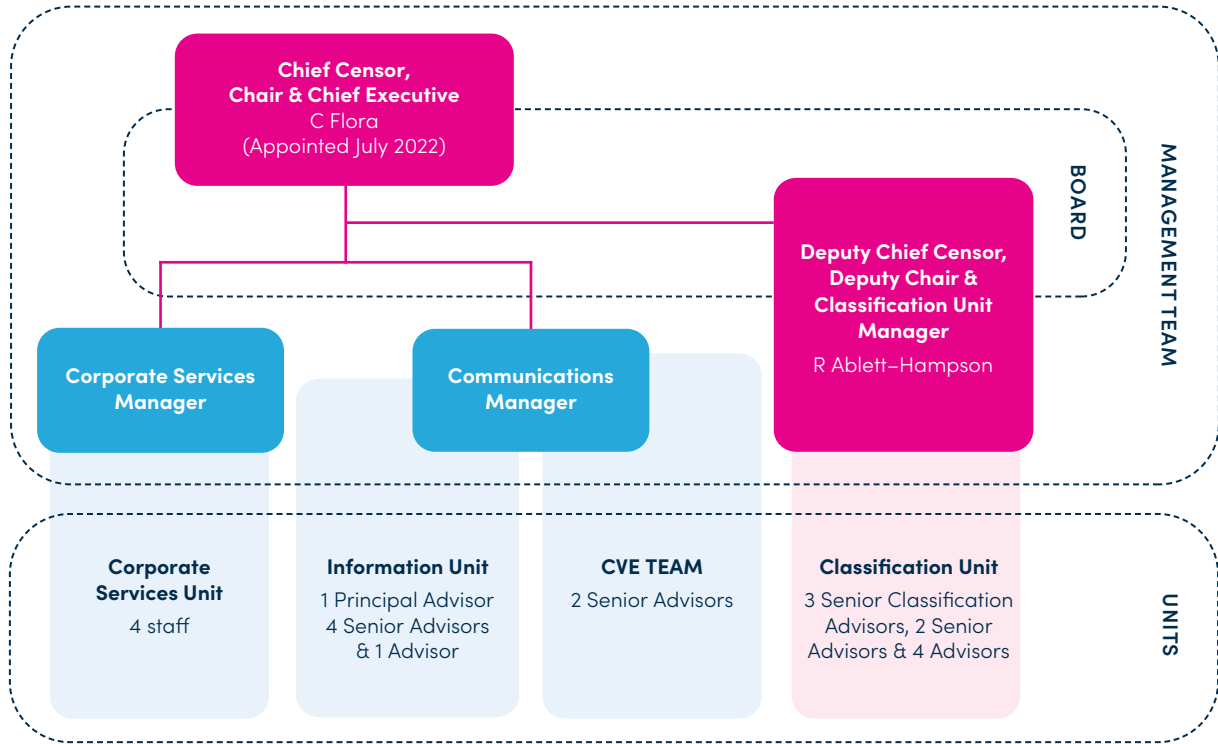 Chief Censor,
Chair & Chief Executive
C Flora
(Appointed July 2022)
MANAGEMENT TEAM
BOARD
Deputy Chief Censor,
Deputy Chair &
Classification Unit
Manager
R Ablett–Hampson
Corporate Services
Manager
Communications
Manager
Corporate
Services Unit
4 staff
Information Unit
1 Principal Advisor
4 Senior Advisors
& 1 Advisor
CVE TEAM
2 Senior Advisors
Classification Unit
3 Senior Classification
Advisors, 2 Senior
Advisors & 4 Advisors
UNITS